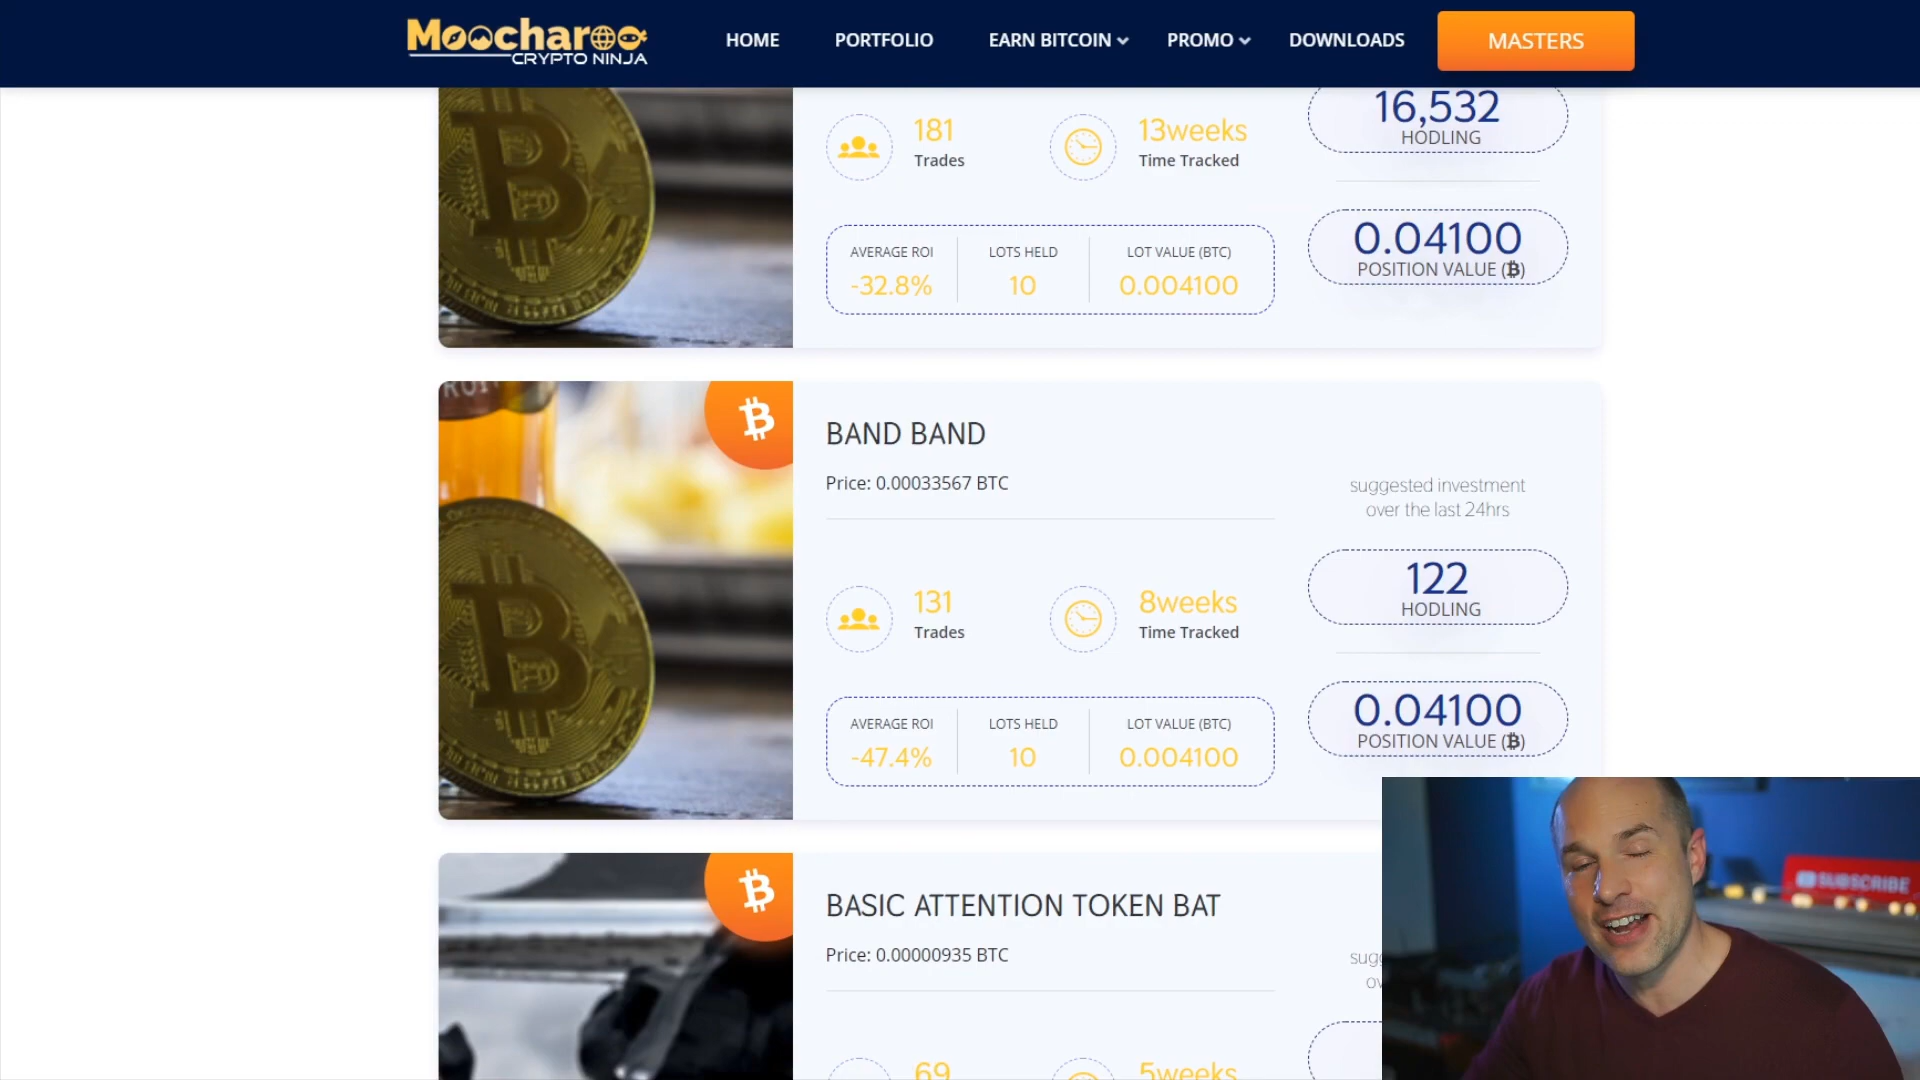 Moocharoo
CRYPTO NINJA
HOME
PORTFOLIO
EARN BITCOIN
PROMO
DOWNLOADS
MASTERS
181
Trades
13weeks
Time Tracked
16,532
HODLING
AVERAGE ROI
-32.8%
LOTS HELD
10
LOT VALUE (BTC)
0.004100
0.04100
POSITION VALUE (₿)
BAND BAND
Price: 0.00033567 BTC
suggested investment
over the last 24hrs
131
Trades
8weeks
Time Tracked
122
HODLING
AVERAGE ROI
-47.4%
LOTS HELD
10
LOT VALUE (BTC)
0.004100
0.04100
POSITION VALUE (₿)
BASIC ATTENTION TOKEN BAT
Price: 0.00000935 BTC
69
5weeks
SUBSCRIBE